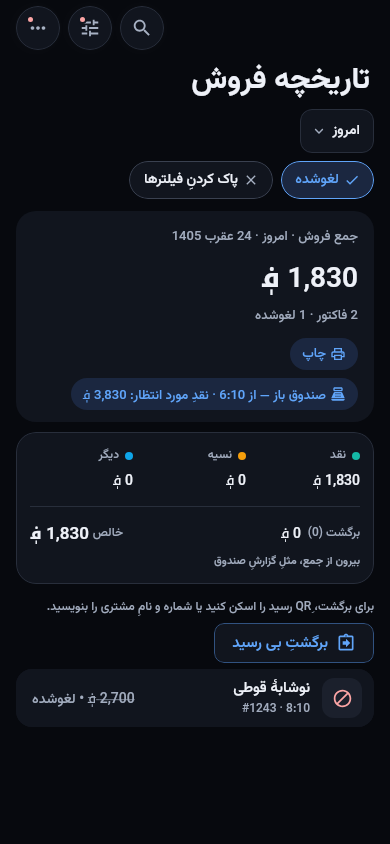 تاریخچه فروش
امروز
لغوشده
پاک کردنِ فیلترها
جمع فروش · امروز · 24 عقرب 1405
1,830 ؋
2 فاکتور · 1 لغوشده
چاپ
صندوق باز — از 6:10 · نقدِ مورد انتظار: 3,830 ؋
نقد
نسیه
دیگر
1,830 ؋
0 ؋
0 ؋
برگشت (0) 0 ؋
خالص 1,830 ؋
بیرون از جمع، مثلِ گزارشِ صندوق
برای برگشت، QR رسید را اسکن کنید یا شماره و نامِ مشتری را بنویسید.
برگشتِ بی رسید
نوشابهٔ قوطی
#1243 · 8:10
2,700 ؋ • لغوشده